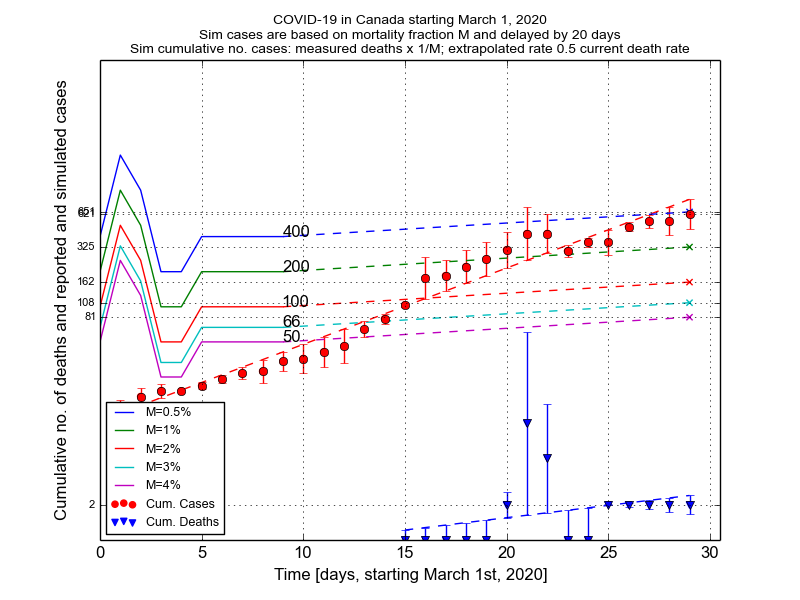 COVID-19 in Canada starting March 1, 2020
Sim cases are based on mortality fraction M and delayed by 20 days
Sim cumulative no. cases: measured deaths x 1/M; extrapolated rate 0.5 current death rate
Cumulative no. of deaths and reported and simulated cases
325
162
108
81
2
400
200
100
66
50
M=0.5%
M=1%
M=2%
M=3%
M=4%
Cum. Cases
Cum. Deaths
0 5 10 15 20 25 30
Time [days, starting March 1st, 2020]